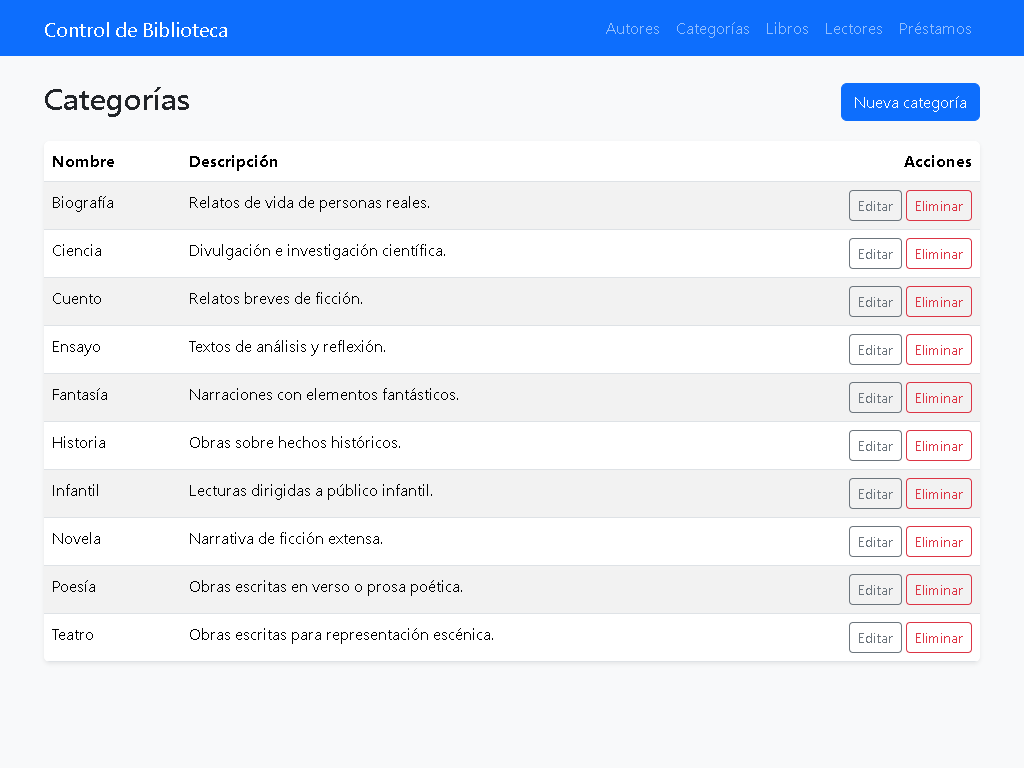 Control de Biblioteca Autores Categorías Libros Lectores Préstamos
Categorías Nueva categoría
Nombre Descripción Acciones
Biografía Relatos de vida de personas reales. Editar Eliminar
Ciencia Divulgación e investigación científica. Editar Eliminar
Cuento Relatos breves de ficción. Editar Eliminar
Ensayo Textos de análisis y reflexión. Editar Eliminar
Fantasía Narraciones con elementos fantásticos. Editar Eliminar
Historia Obras sobre hechos históricos. Editar Eliminar
Infantil Lecturas dirigidas a público infantil. Editar Eliminar
Novela Narrativa de ficción extensa. Editar Eliminar
Poesía Obras escritas en verso o prosa poética. Editar Eliminar
Teatro Obras escritas para representación escénica. Editar Eliminar